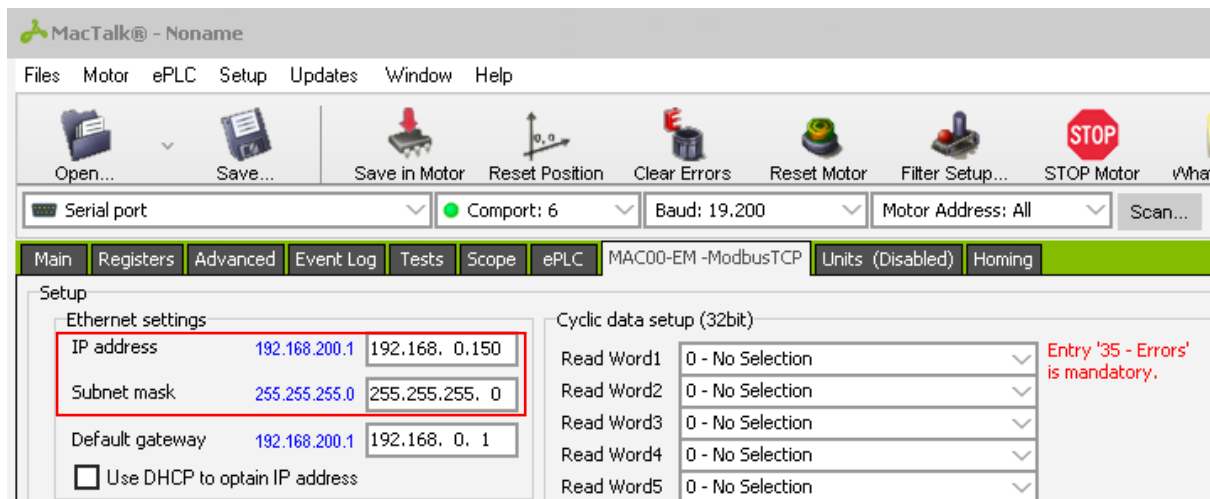 MacTalk® - Noname
Files Motor ePLC Setup Updates Window Help
Open... Save... Save in Motor Reset Position Clear Errors Reset Motor Filter Setup... STOP Motor
STOP
Serial port Comport: 6 Baud: 19.200 Motor Address: All Scan...
Main Registers Advanced Event Log Tests Scope ePLC MAC00-EM -ModbusTCP Units (Disabled) Homing
Setup
Ethernet settings
IP address 192.168.200.1 192.168. 0.150
Subnet mask 255.255.255.0 255.255.255. 0
Default gateway 192.168.200.1 192.168. 0. 1
Use DHCP to optain IP address
Cyclic data setup (32bit)
Read Word1 0 - No Selection
Read Word2 0 - No Selection
Read Word3 0 - No Selection
Read Word4 0 - No Selection
Read Word5 0 - No Selection
Entry '35 - Errors'
is mandatory.